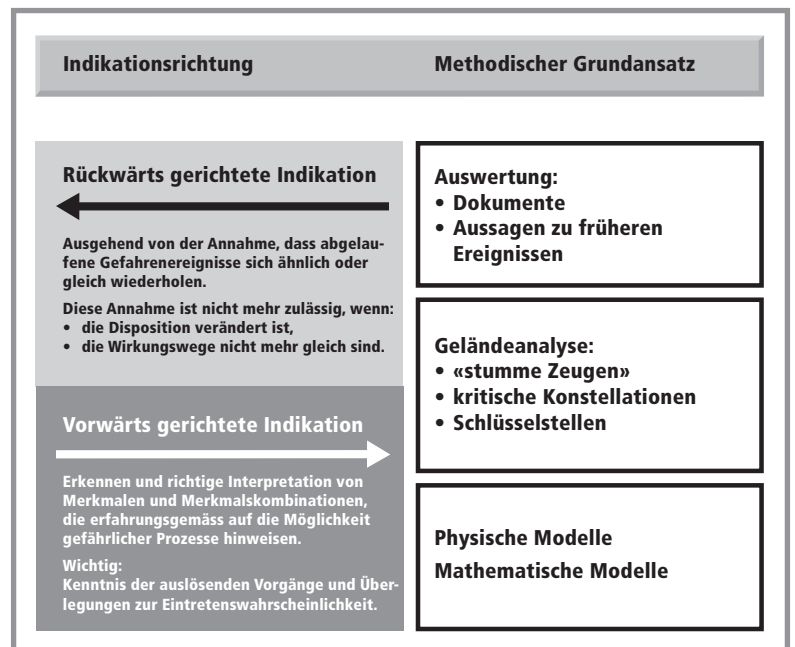 Indikationsrichtung
Methodischer Grundansatz
Rückwärts gerichtete Indikation
Ausgehend von der Annahme, dass abgelau-
fene Gefahrenereignisse sich ähnlich oder
gleich wiederholen.
Diese Annahme ist nicht mehr zulässig, wenn:
• die Disposition verändert ist,
• die Wirkungswege nicht mehr gleich sind.
Vorwärts gerichtete Indikation
Erkennen und richtige Interpretation von
Merkmalen und Merkmalskombinationen,
die erfahrungsgemäss auf die Möglichkeit
gefährlicher Prozesse hinweisen.
Wichtig:
Kenntnis der auslösenden Vorgänge und Über-
legungen zur Eintretenswahrscheinlichkeit.
Auswertung:
• Dokumente
• Aussagen zu früheren
Ereignissen
Geländeanalyse:
• «stumme Zeugen»
• kritische Konstellationen
• Schlüsselstellen
Physische Modelle
Mathematische Modelle